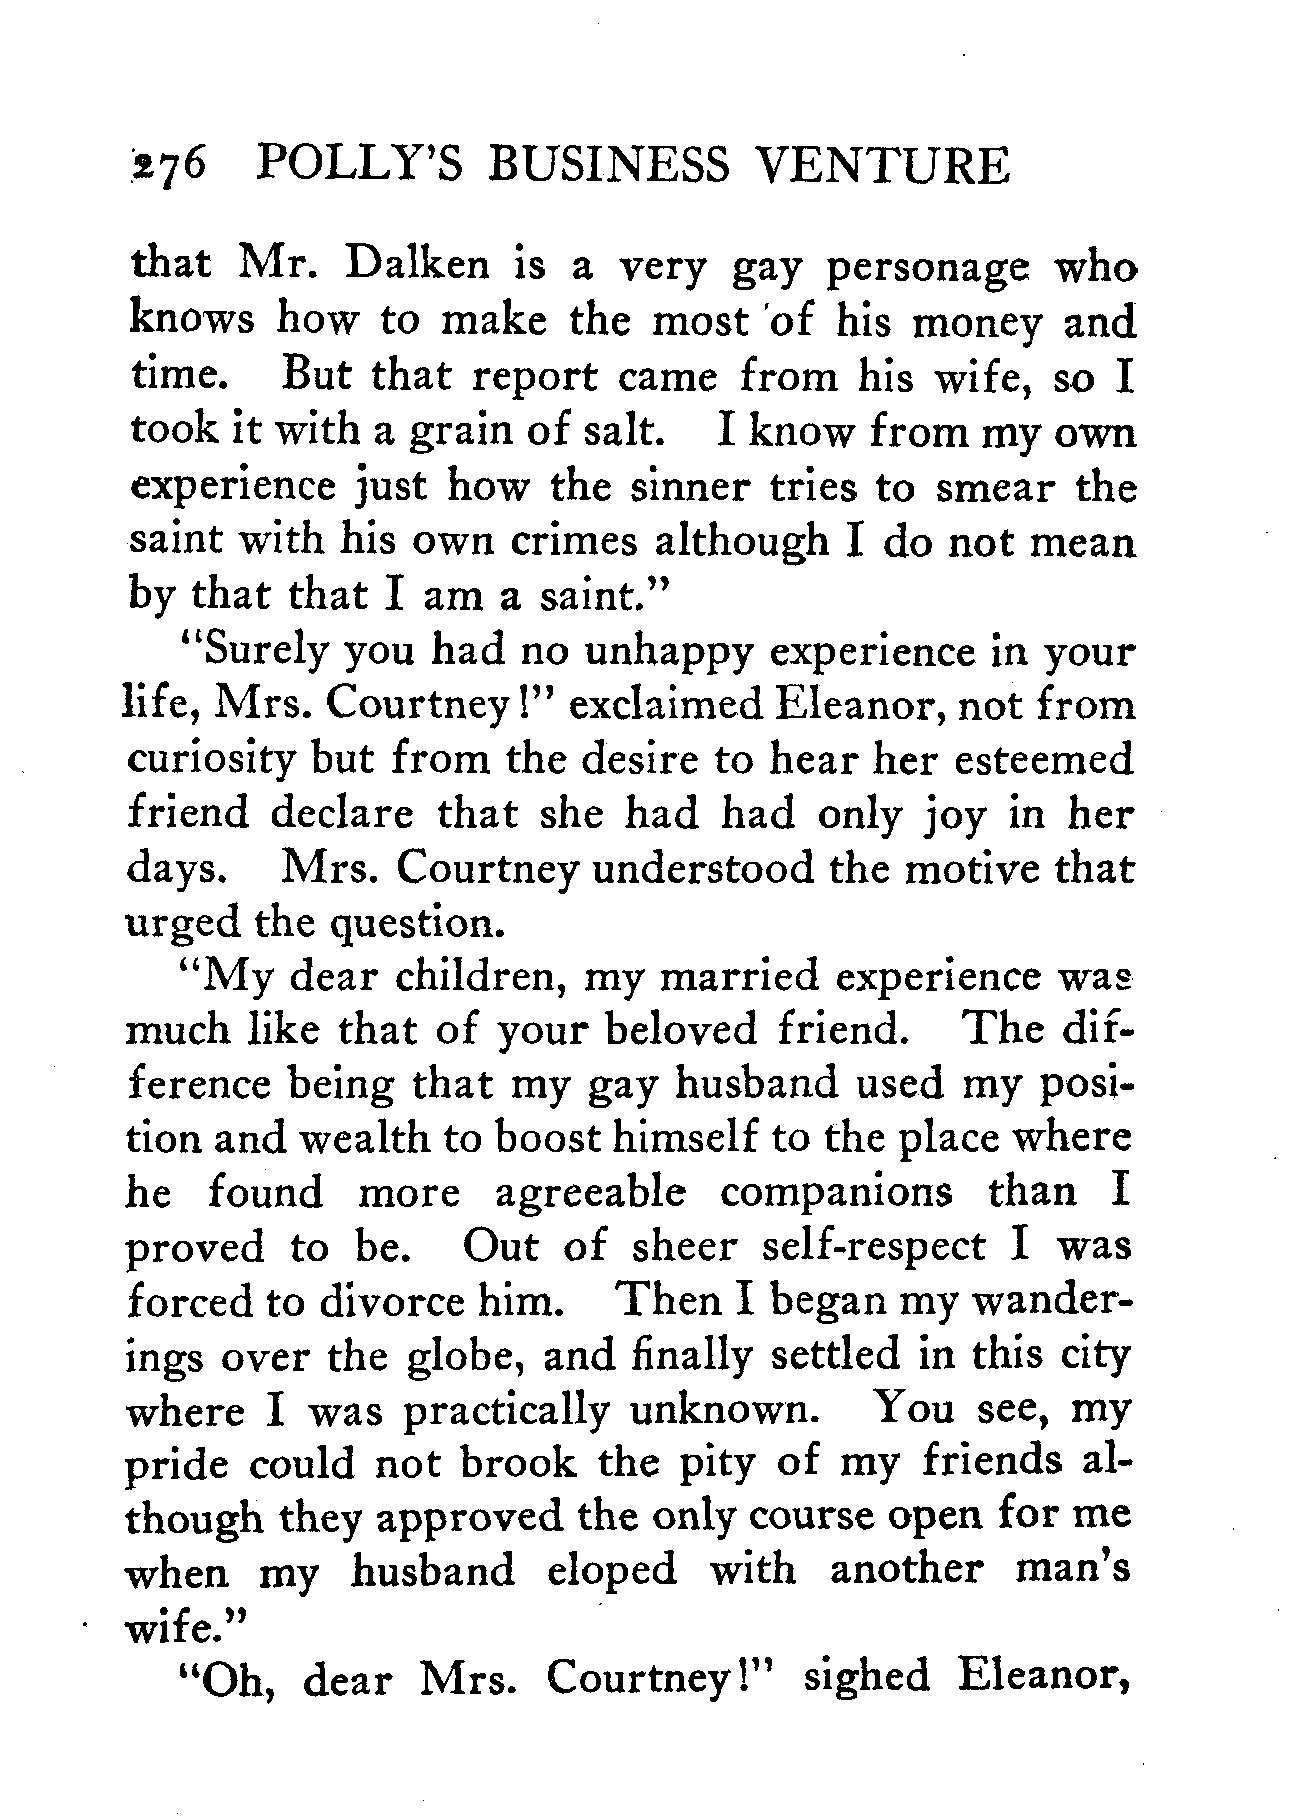 276 POLLY'S BUSINESS VENTURE
that Mr. Dalken is a very gay personage who
knows how to make the most of his money and
time. But that report came from his wife, so I
took it with a grain of salt. I know from my own
experience just how the sinner tries to smear the
saint with his own crimes although I do not mean
by that that I am a saint."
"Surely you had no unhappy experience in your
life, Mrs. Courtney!" exclaimed Eleanor, not from
curiosity but from the desire to hear her esteemed
friend declare that she had had only joy in her
days. Mrs. Courtney understood the motive that
urged the question.
"My dear children, my married experience was
much like that of your beloved friend. The dif-
ference being that my gay husband used my posi-
tion and wealth to boost himself to the place where
he found more agreeable companions than I
proved to be. Out of sheer self-respect I was
forced to divorce him. Then I began my wander-
ings over the globe, and finally settled in this city
where I was practically unknown. You see, my
pride could not brook the pity of my friends al-
though they approved the only course open for me
when my husband eloped with another man's
wife."
"Oh, dear Mrs. Courtney!" sighed Eleanor,